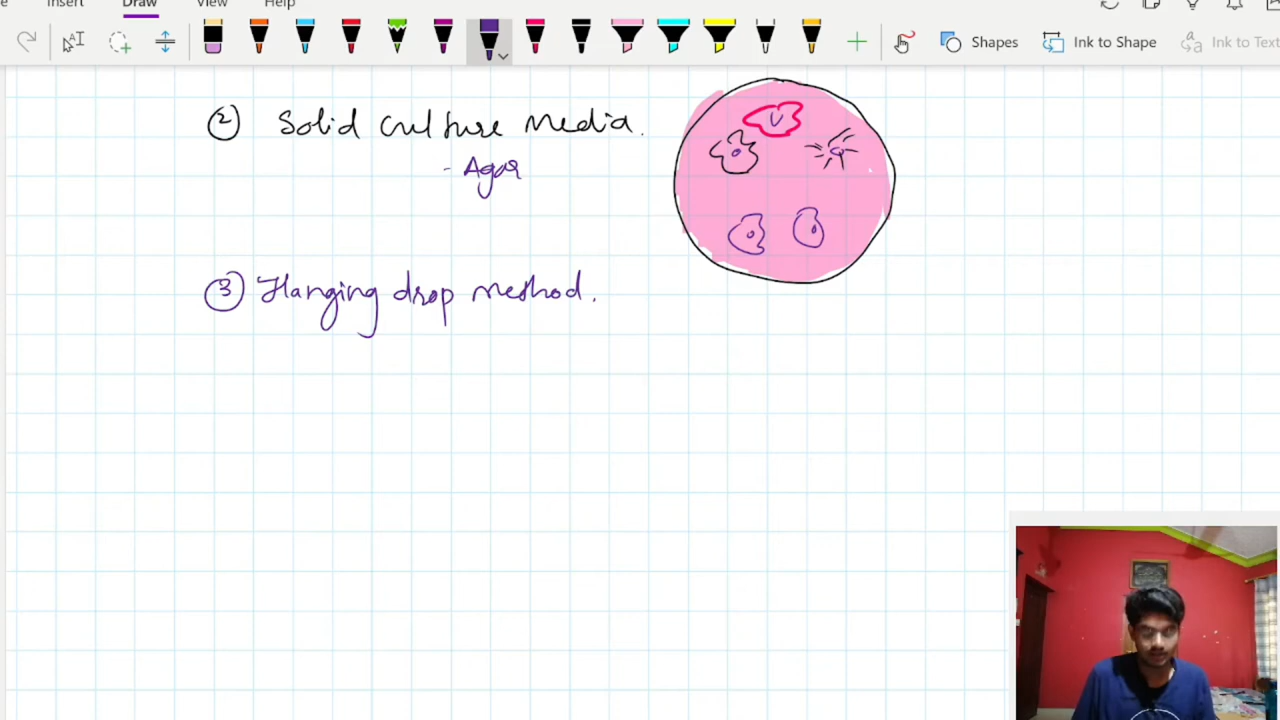 Insert Draw View Help
Shapes Ink to Shape Ink to Text
② Solid culture media.
- Agar
③ Hanging drop method.